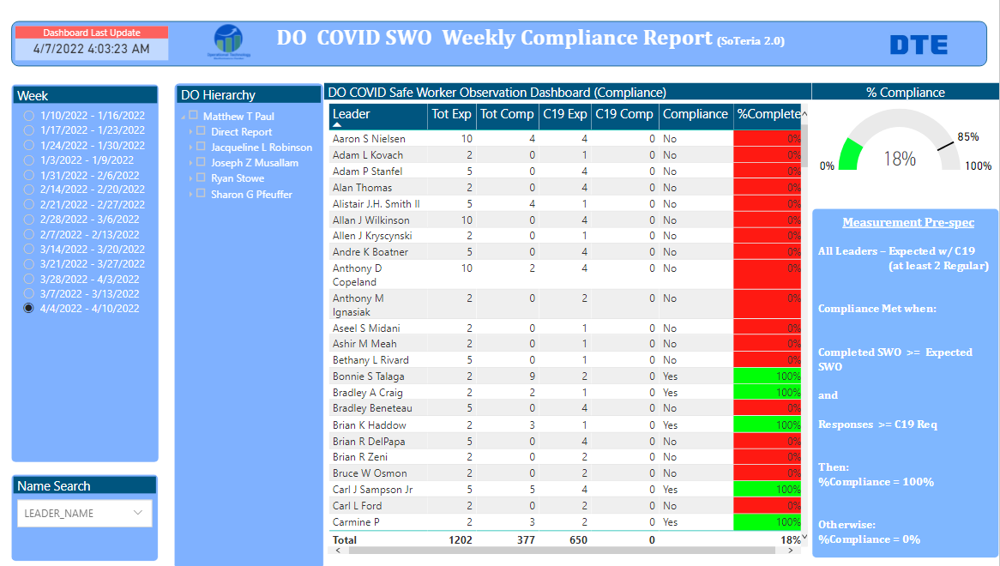 Dashboard Last Update
4/7/2022 4:03:23 AM
DO COVID SWO Weekly Compliance Report (SoTeria 2.0)
DTE
Week
1/10/2022 - 1/16/2022
1/17/2022 - 1/23/2022
1/24/2022 - 1/30/2022
1/3/2022 - 1/9/2022
1/31/2022 - 2/6/2022
2/14/2022 - 2/20/2022
2/21/2022 - 2/27/2022
2/28/2022 - 3/6/2022
2/7/2022 - 2/13/2022
3/14/2022 - 3/20/2022
3/21/2022 - 3/27/2022
3/28/2022 - 4/3/2022
3/7/2022 - 3/13/2022
4/4/2022 - 4/10/2022
Name Search
LEADER_NAME
DO Hierarchy
Matthew T Paul
Direct Report
Jacqueline L Robinson
Joseph Z Musallam
Ryan Stowe
Sharon G Pfeuffer
DO COVID Safe Worker Observation Dashboard (Compliance)
Leader Tot Exp Tot Comp C19 Exp C19 Comp Compliance %Complete
Aaron S Nielsen 10 4 4 0 No 0%
Adam L Kovach 2 0 1 0 No 0%
Adam P Stanfel 5 0 4 0 No 0%
Alan Thomas 2 0 4 0 No 0%
Alistair J.H. Smith II 5 4 1 0 No 0%
Allan J Wilkinson 10 0 4 0 No 0%
Allen J Kryscynski 2 0 1 0 No 0%
Andre K Boatner 5 0 4 0 No 0%
Anthony D 10 2 4 0 No 0%
Copeland
Anthony M 2 0 2 0 No 0%
Ignasiak
Aseel S Midani 2 0 1 0 No 0%
Ashir M Meah 2 0 1 0 No 0%
Bethany L Rivard 5 0 1 0 No 0%
Bonnie S Talaga 2 9 2 0 Yes 100%
Bradley A Craig 2 2 1 0 Yes 100%
Bradley Beneteau 5 0 4 0 No 0%
Brian K Haddow 2 3 1 0 Yes 100%
Brian R DelPapa 5 0 4 0 No 0%
Brian R Zeni 2 0 2 0 No 0%
Bruce W Osmon 2 0 2 0 No 0%
Carl J Sampson Jr 5 5 4 0 Yes 100%
Carl L Ford 2 0 2 0 No 0%
Carmine P 2 3 2 0 Yes 100%
Total 1202 377 650 0 18%
% Compliance
85%
0% 18% 100%
Measurement Pre-spec
All Leaders – Expected w/ C19
(at least 2 Regular)
Compliance Met when:
Completed SWO >= Expected
SWO
and
Responses >= C19 Req
Then:
%Compliance = 100%
Otherwise:
%Compliance = 0%